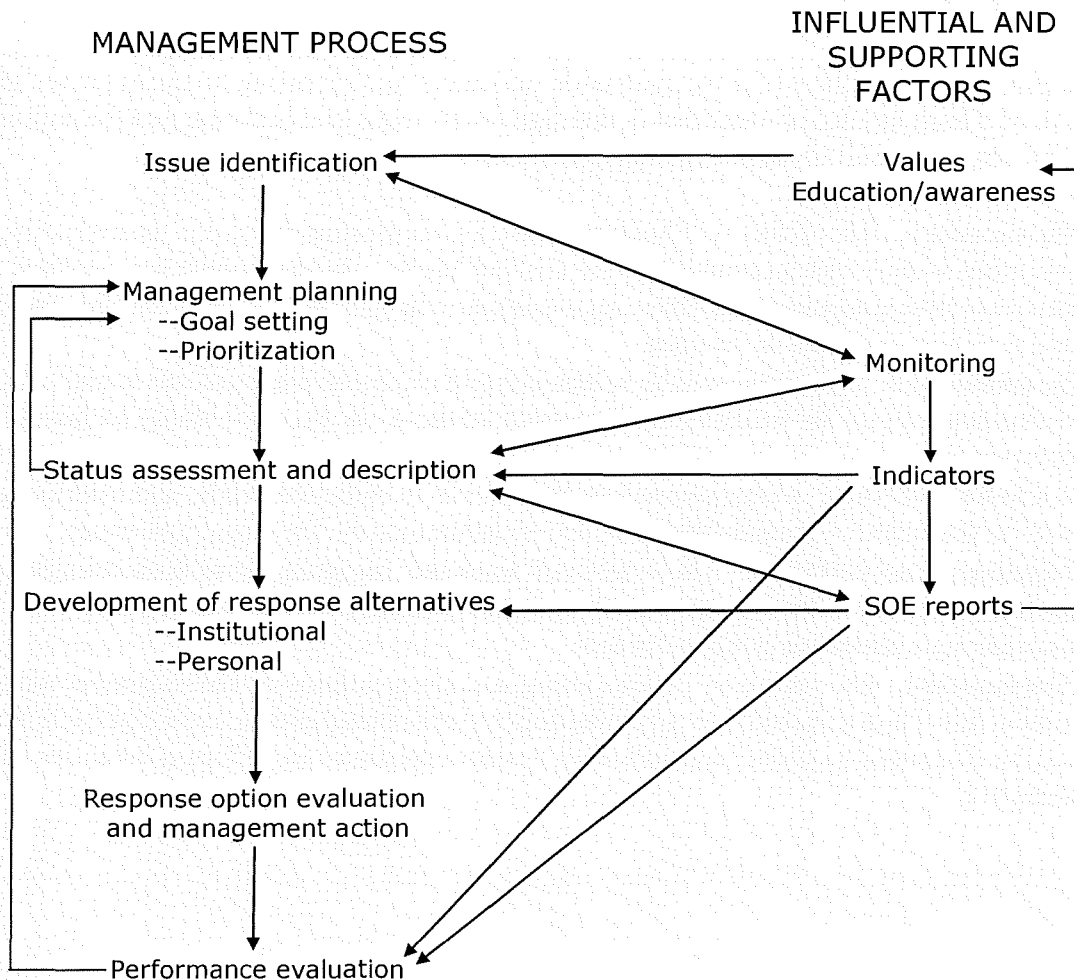 MANAGEMENT PROCESS
INFLUENTIAL AND
SUPPORTING
FACTORS
Issue identification
Values
Education/awareness
Management planning
--Goal setting
--Prioritization
Monitoring
Status assessment and description
Indicators
Development of response alternatives
--Institutional
--Personal
SOE reports
Response option evaluation
and management action
Performance evaluation